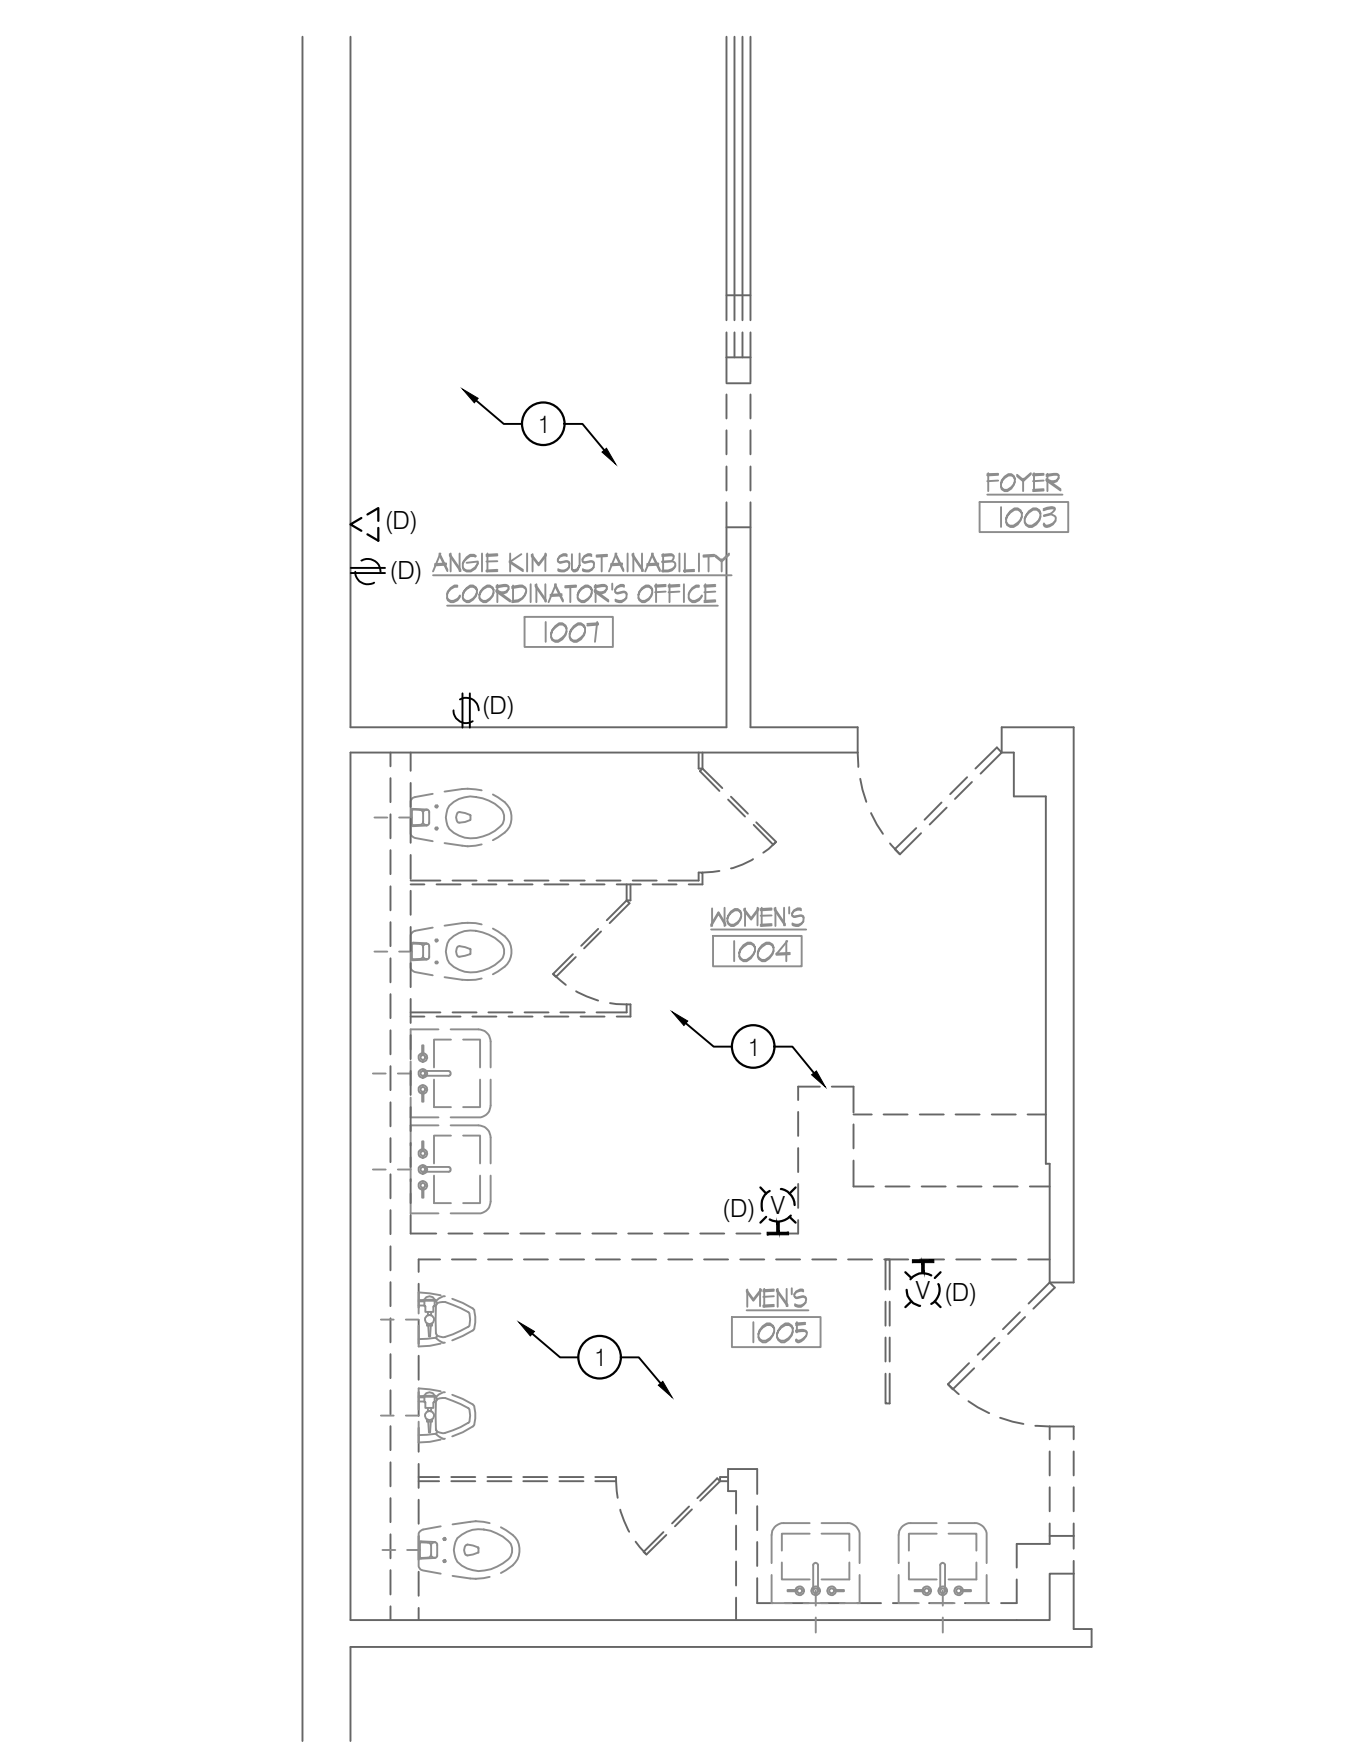 1
FOYER
1003
(D)
(D)
ANGIE KIM SUSTAINABILITY
COORDINATOR'S OFFICE
1007
(D)
WOMEN'S
1004
1
(D)
V
V
(D)
MEN'S
1005
1